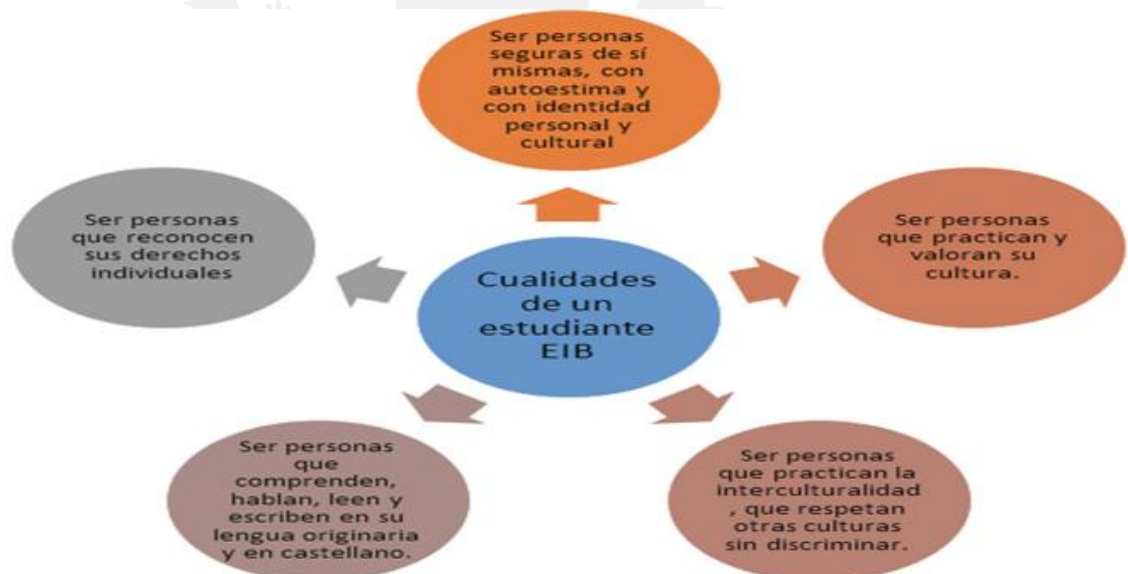 Ser personas
seguras de sí
mismas, con
autoestima y
con identidad
personal y
cultural
Ser personas
que reconocen
sus derechos
individuales
Ser personas
que practican y
valoran su
cultura.
Cualidades
de un
estudiante
EIB
Ser personas
que
comprenden,
hablan, leen y
escriben en su
lengua originaria
y en castellano.
Ser personas
que practican la
interculturalidad
, que respetan
otras culturas
sin discriminar.